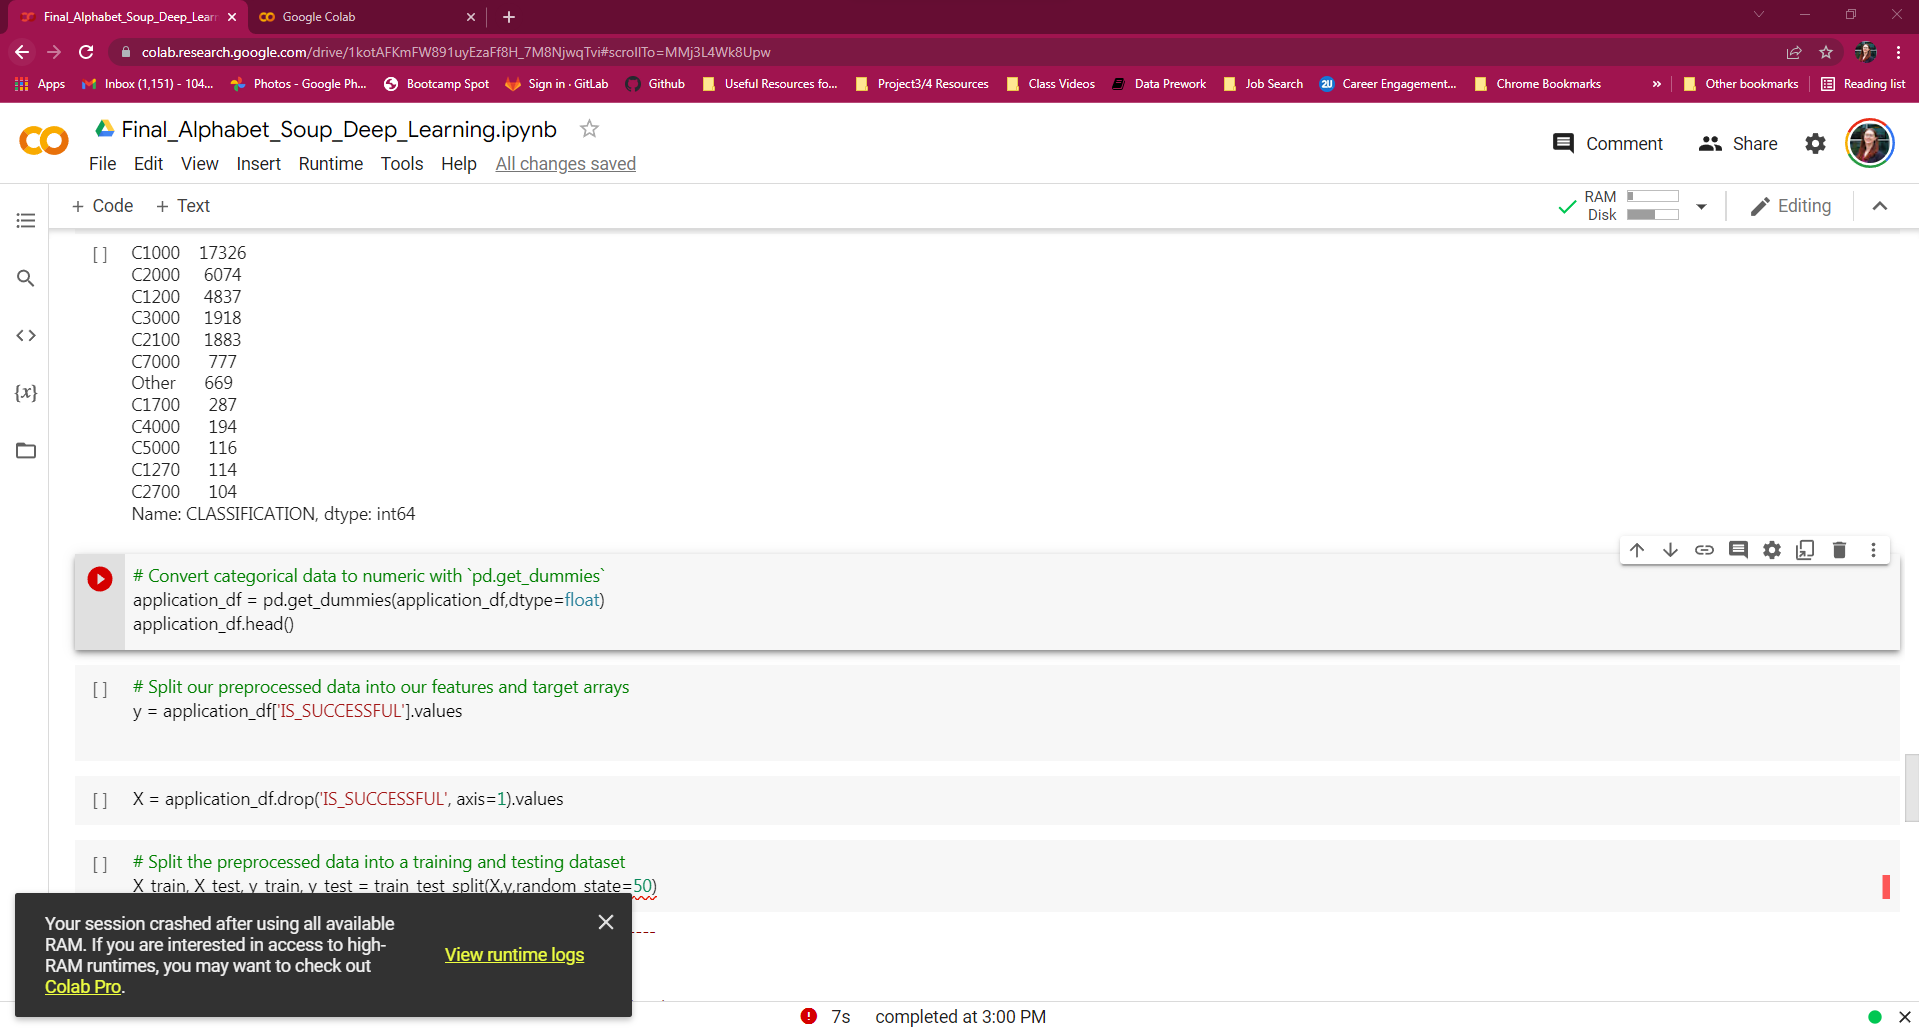 Final_Alphabet_Soup_Deep_Lear
Google Colab
colab.research.google.com/drive/1kotAFKmFW891uyEzaFf8H_7M8NjwqTvi#scrollTo=MMj3L4Wk8Upw
Apps
Inbox (1,151) - 104...
Photos - Google Ph...
Bootcamp Spot
Sign in · GitLab
Github
Useful Resources fo...
Project3/4 Resources
Class Videos
Data Prework
Job Search
2U Career Engagement...
Chrome Bookmarks
»
Other bookmarks
Reading list
Final_Alphabet_Soup_Deep_Learning.ipynb
Comment
Share
File Edit View Insert Runtime Tools Help All changes saved
+ Code + Text
RAM
Disk
Editing
[ ] C1000 17326
C2000 6074
C1200 4837
C3000 1918
C2100 1883
C7000 777
Other 669
C1700 287
C4000 194
C5000 116
C1270 114
C2700 104
Name: CLASSIFICATION, dtype: int64
# Convert categorical data to numeric with `pd.get_dummies`
application_df = pd.get_dummies(application_df,dtype=float)
application_df.head()
[ ] # Split our preprocessed data into our features and target arrays
y = application_df['IS_SUCCESSFUL'].values
[ ] X = application_df.drop('IS_SUCCESSFUL', axis=1).values
[ ] # Split the preprocessed data into a training and testing dataset
X_train, X_test, y_train, y_test = train_test_split(X,y,random_state=50)
----
Your session crashed after using all available
RAM. If you are interested in access to high-
RAM runtimes, you may want to check out
Colab Pro.
View runtime logs
7s completed at 3:00 PM